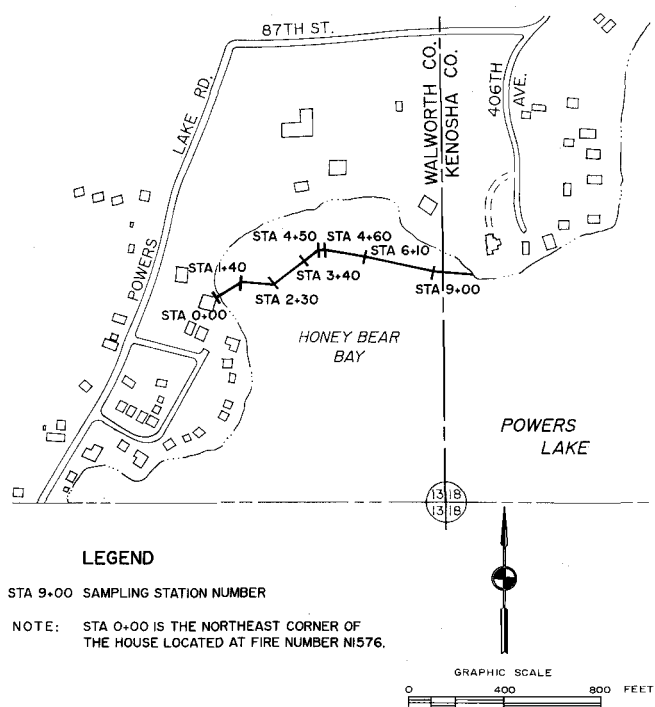 87TH ST.
POWERS LAKE RD.
WALWORTH CO.
KENOSHA CO.
406TH AVE.
STA 4+50
STA 4+60
STA 1+40
STA 6+10
STA 3+40
STA 9+00
STA 2+30
STA 0+00
HONEY BEAR
BAY
POWERS
LAKE
13 18
13 18
LEGEND
STA 9+00 SAMPLING STATION NUMBER
NOTE: STA 0+00 IS THE NORTHEAST CORNER OF
THE HOUSE LOCATED AT FIRE NUMBER N1576.
GRAPHIC SCALE
0 400 800 FEET